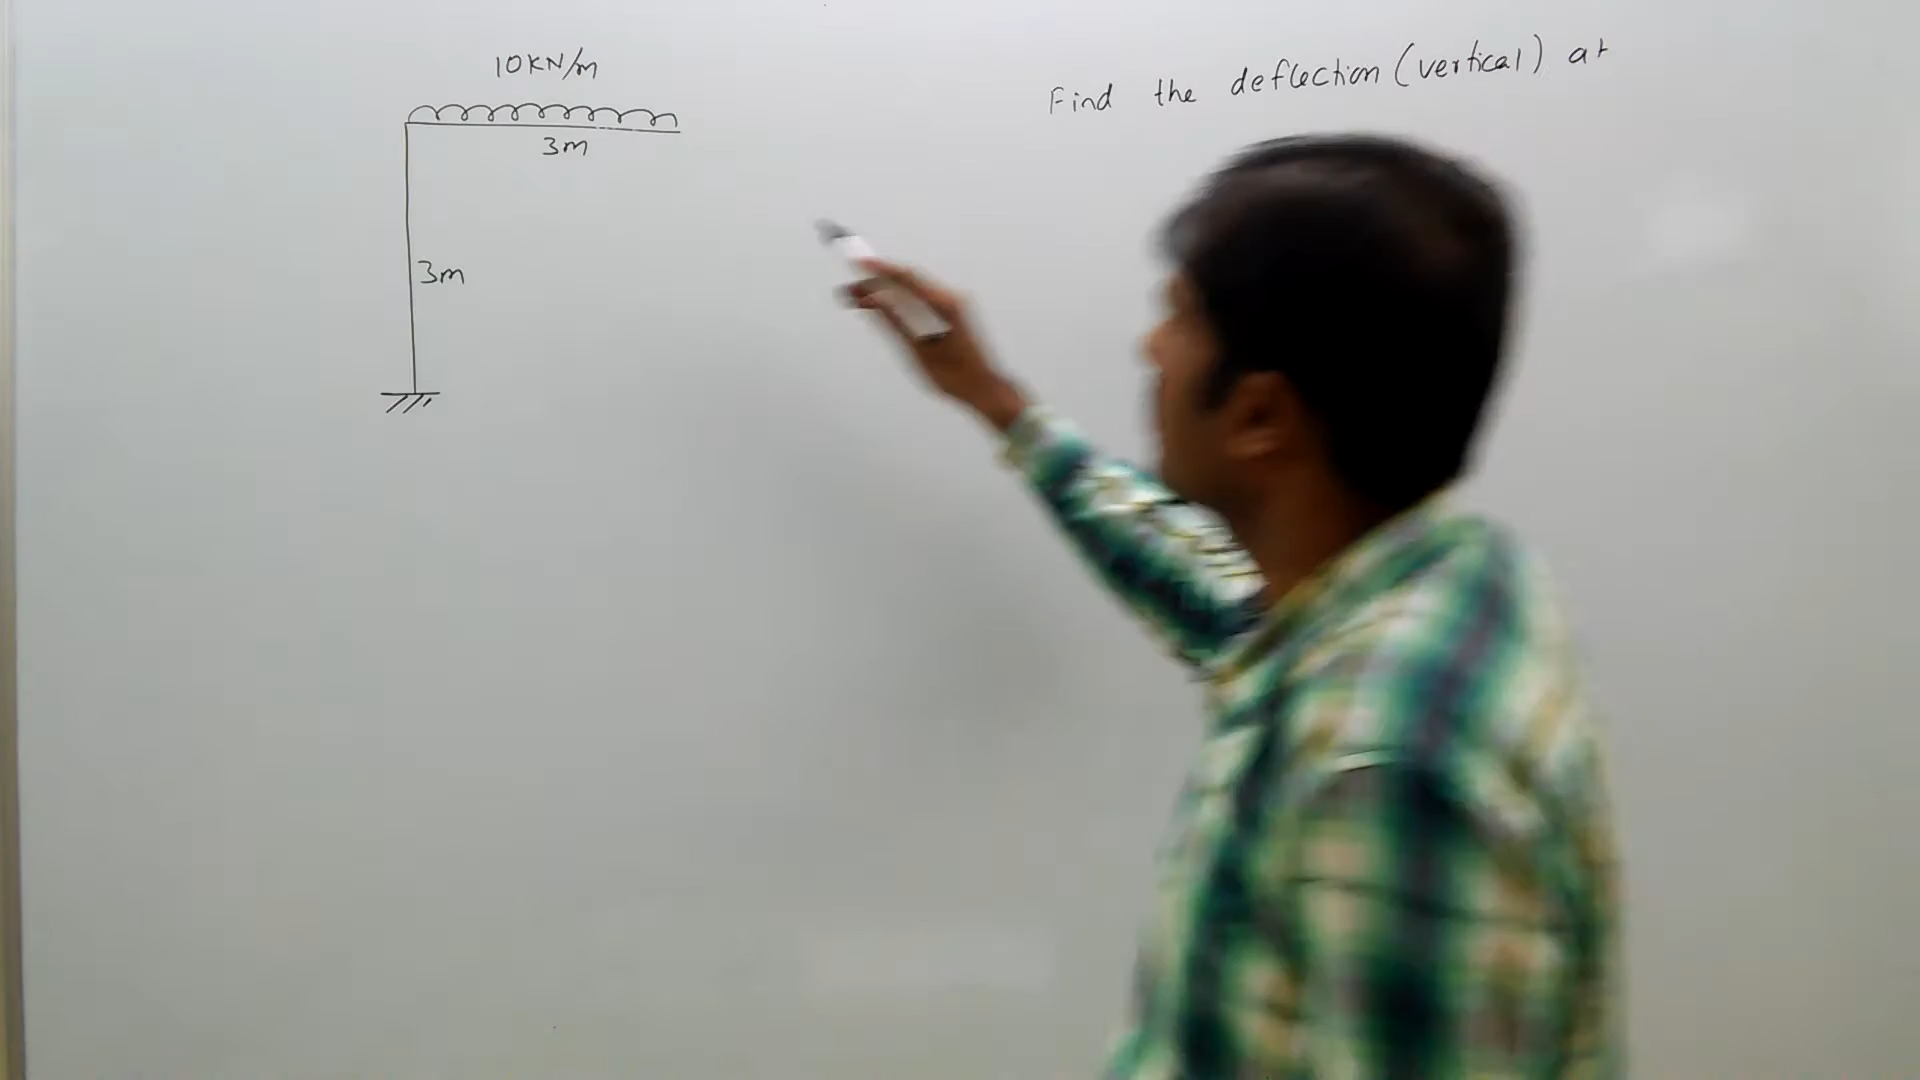 10KN/m
3m
3m
Find the deflection (vertical) at